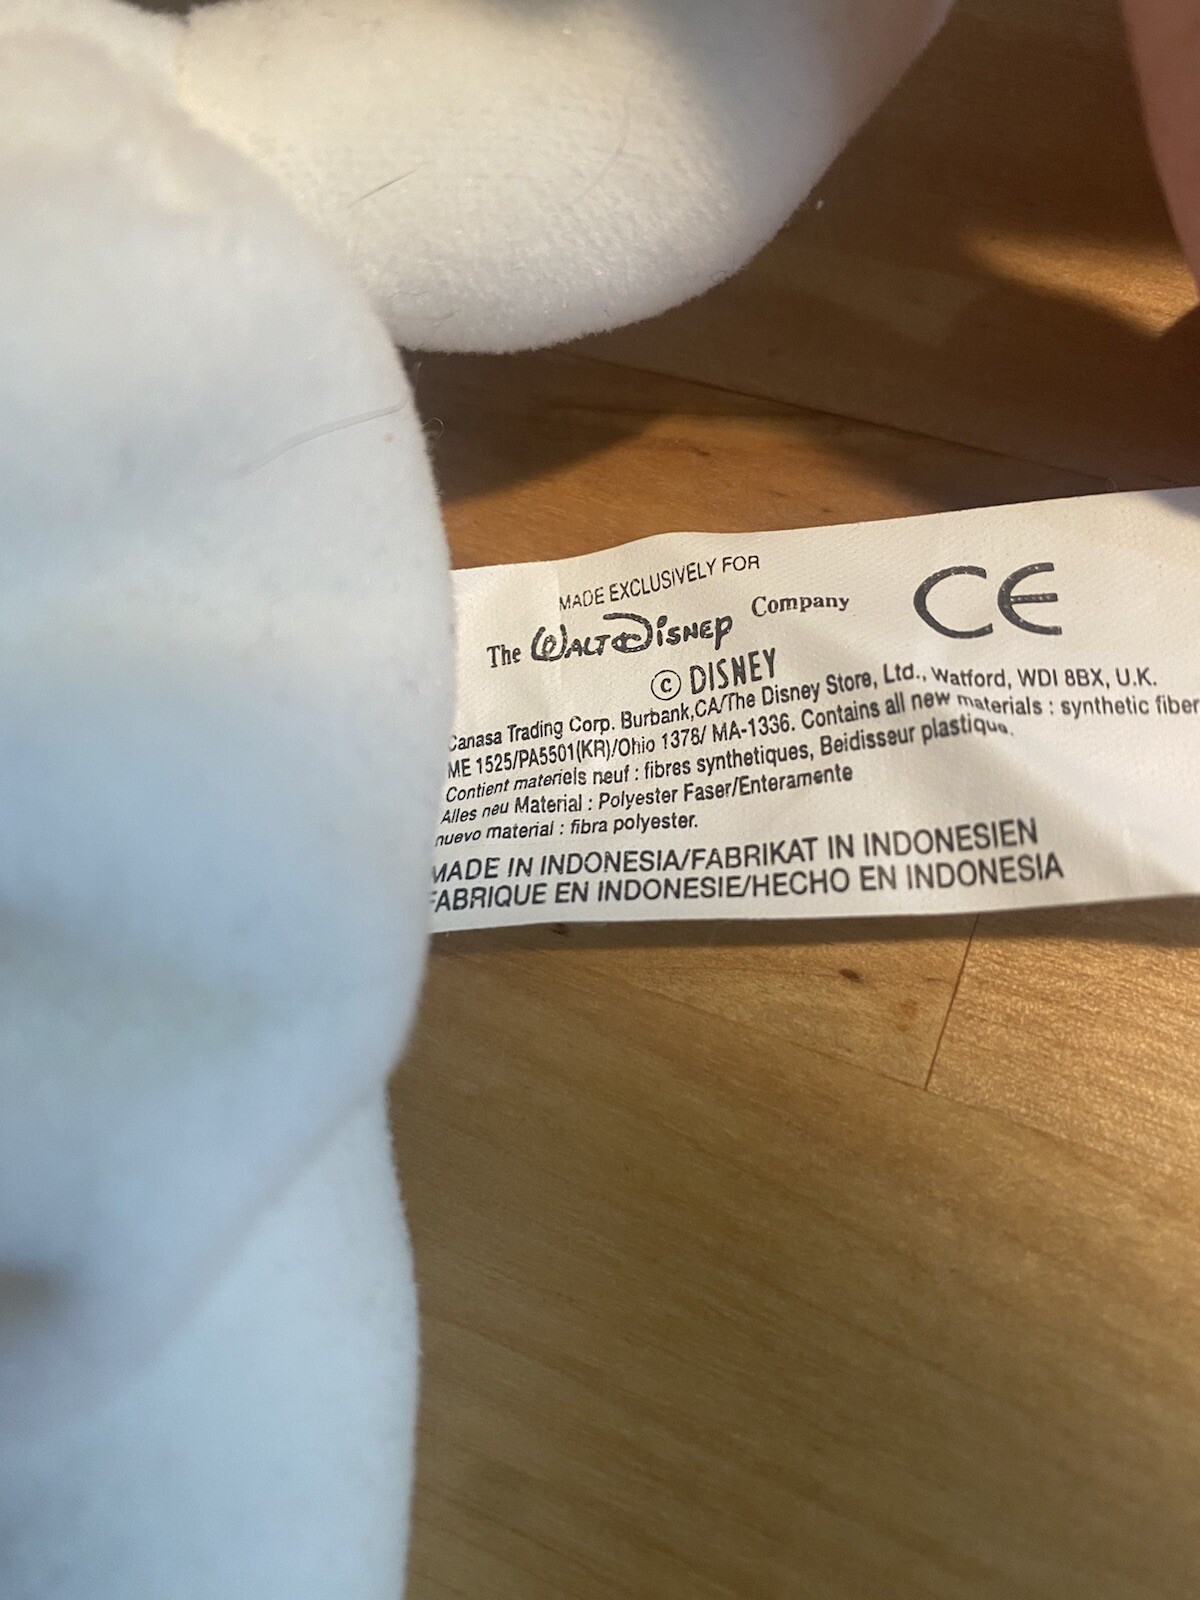 MADE EXCLUSIVELY FOR
The WALT DISNEY Company
CE
© DISNEY
Canasa Trading Corp. Burbank,CA/The Disney Store, Ltd., Watford, WDI 8BX, U.K.
ME 1525/PA5501(KR)/Ohio 1378/ MA-1336. Contains all new materials : synthetic fiber
Contient materiels neuf : fibres synthetiques, Beidisseur plastique.
Alles neu Material : Polyester Faser/Enteramente
nuevo material : fibra polyester.
MADE IN INDONESIA/FABRIKAT IN INDONESIEN
FABRIQUE EN INDONESIE/HECHO EN INDONESIA